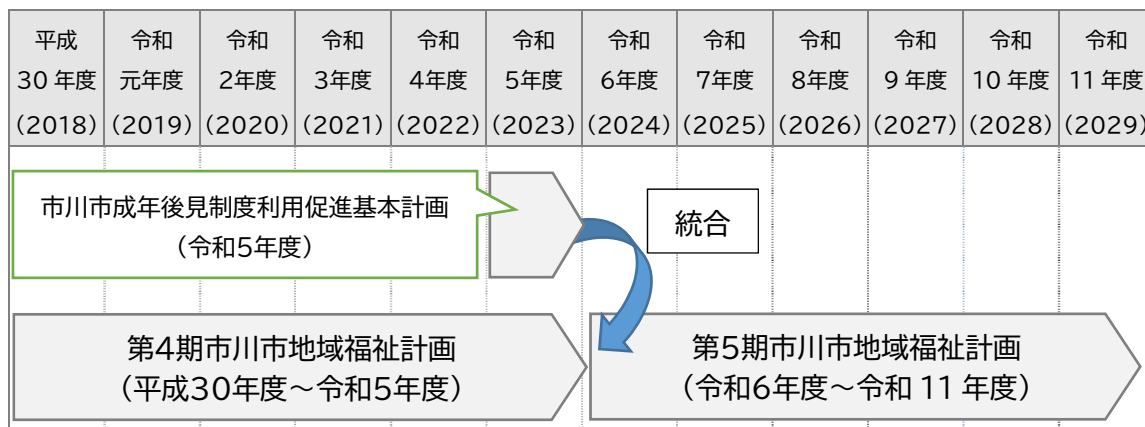 平成 令和 令和 令和 令和 令和 令和 令和 令和 令和 令和 令和
30年度 元年度 2年度 3年度 4年度 5年度 6年度 7年度 8年度 9年度 10年度 11年度
(2018) (2019) (2020) (2021) (2022) (2023) (2024) (2025) (2026) (2027) (2028) (2029)
市川市成年後見制度利用促進基本計画
(令和5年度)
統合
第4期市川市地域福祉計画
(平成30年度～令和5年度)
第5期市川市地域福祉計画
(令和6年度～令和 11 年度)